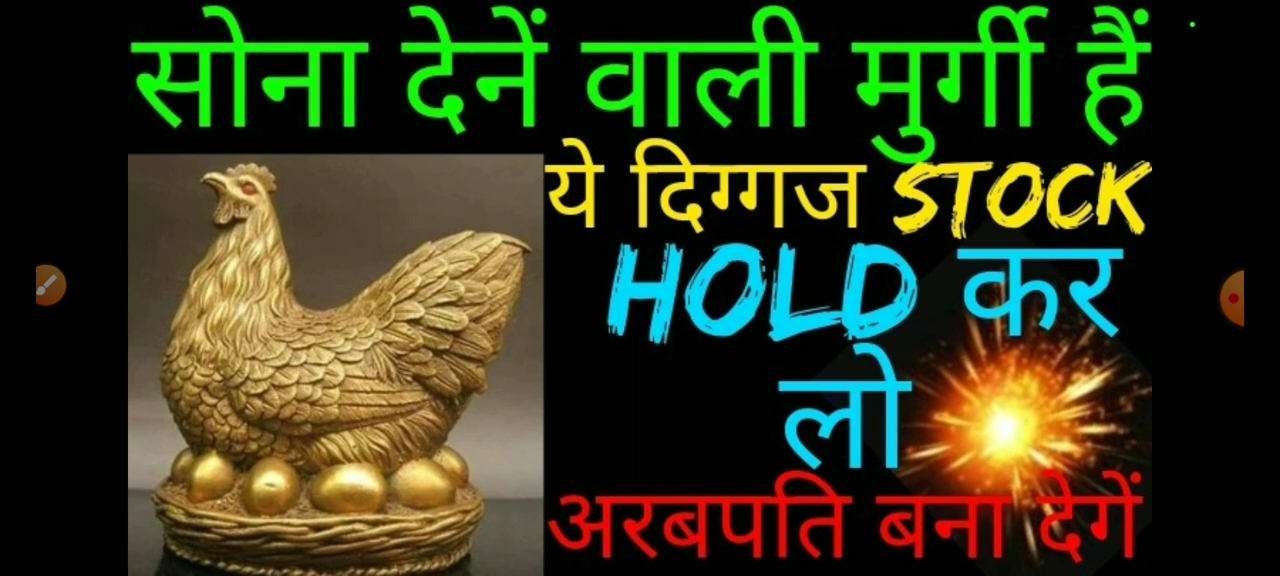 सोना देनें वाली मुर्गी हैं
ये दिग्गज STOCK
HOLD कर
लो
अरबपति बना देगें